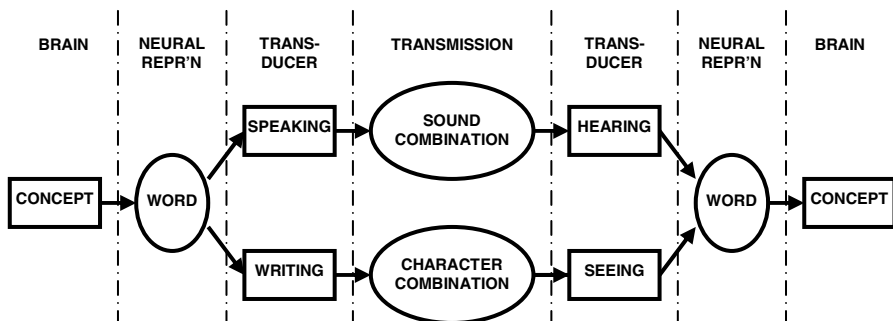 BRAIN
NEURAL
REPR'N
TRANS-
DUCER
TRANSMISSION
TRANS-
DUCER
NEURAL
REPR'N
BRAIN
SPEAKING
SOUND
COMBINATION
HEARING
CONCEPT
WORD
WORD
CONCEPT
WRITING
CHARACTER
COMBINATION
SEEING